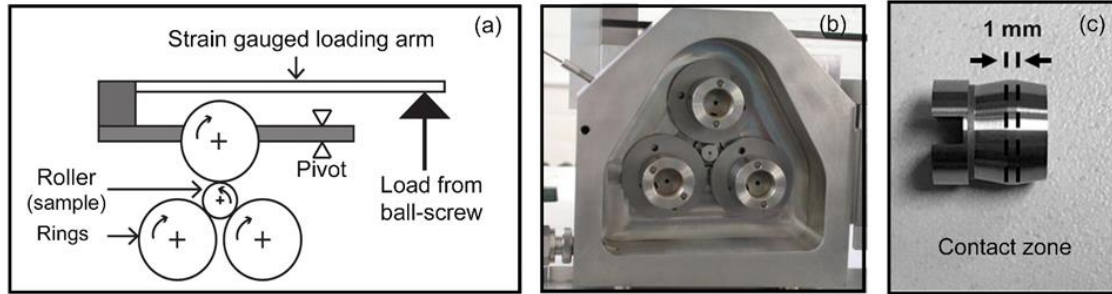 (a)
Strain gauged loading arm
Pivot
Load from
ball-screw
Roller
(sample)
Rings
(b)
(c)
1 mm
Contact zone